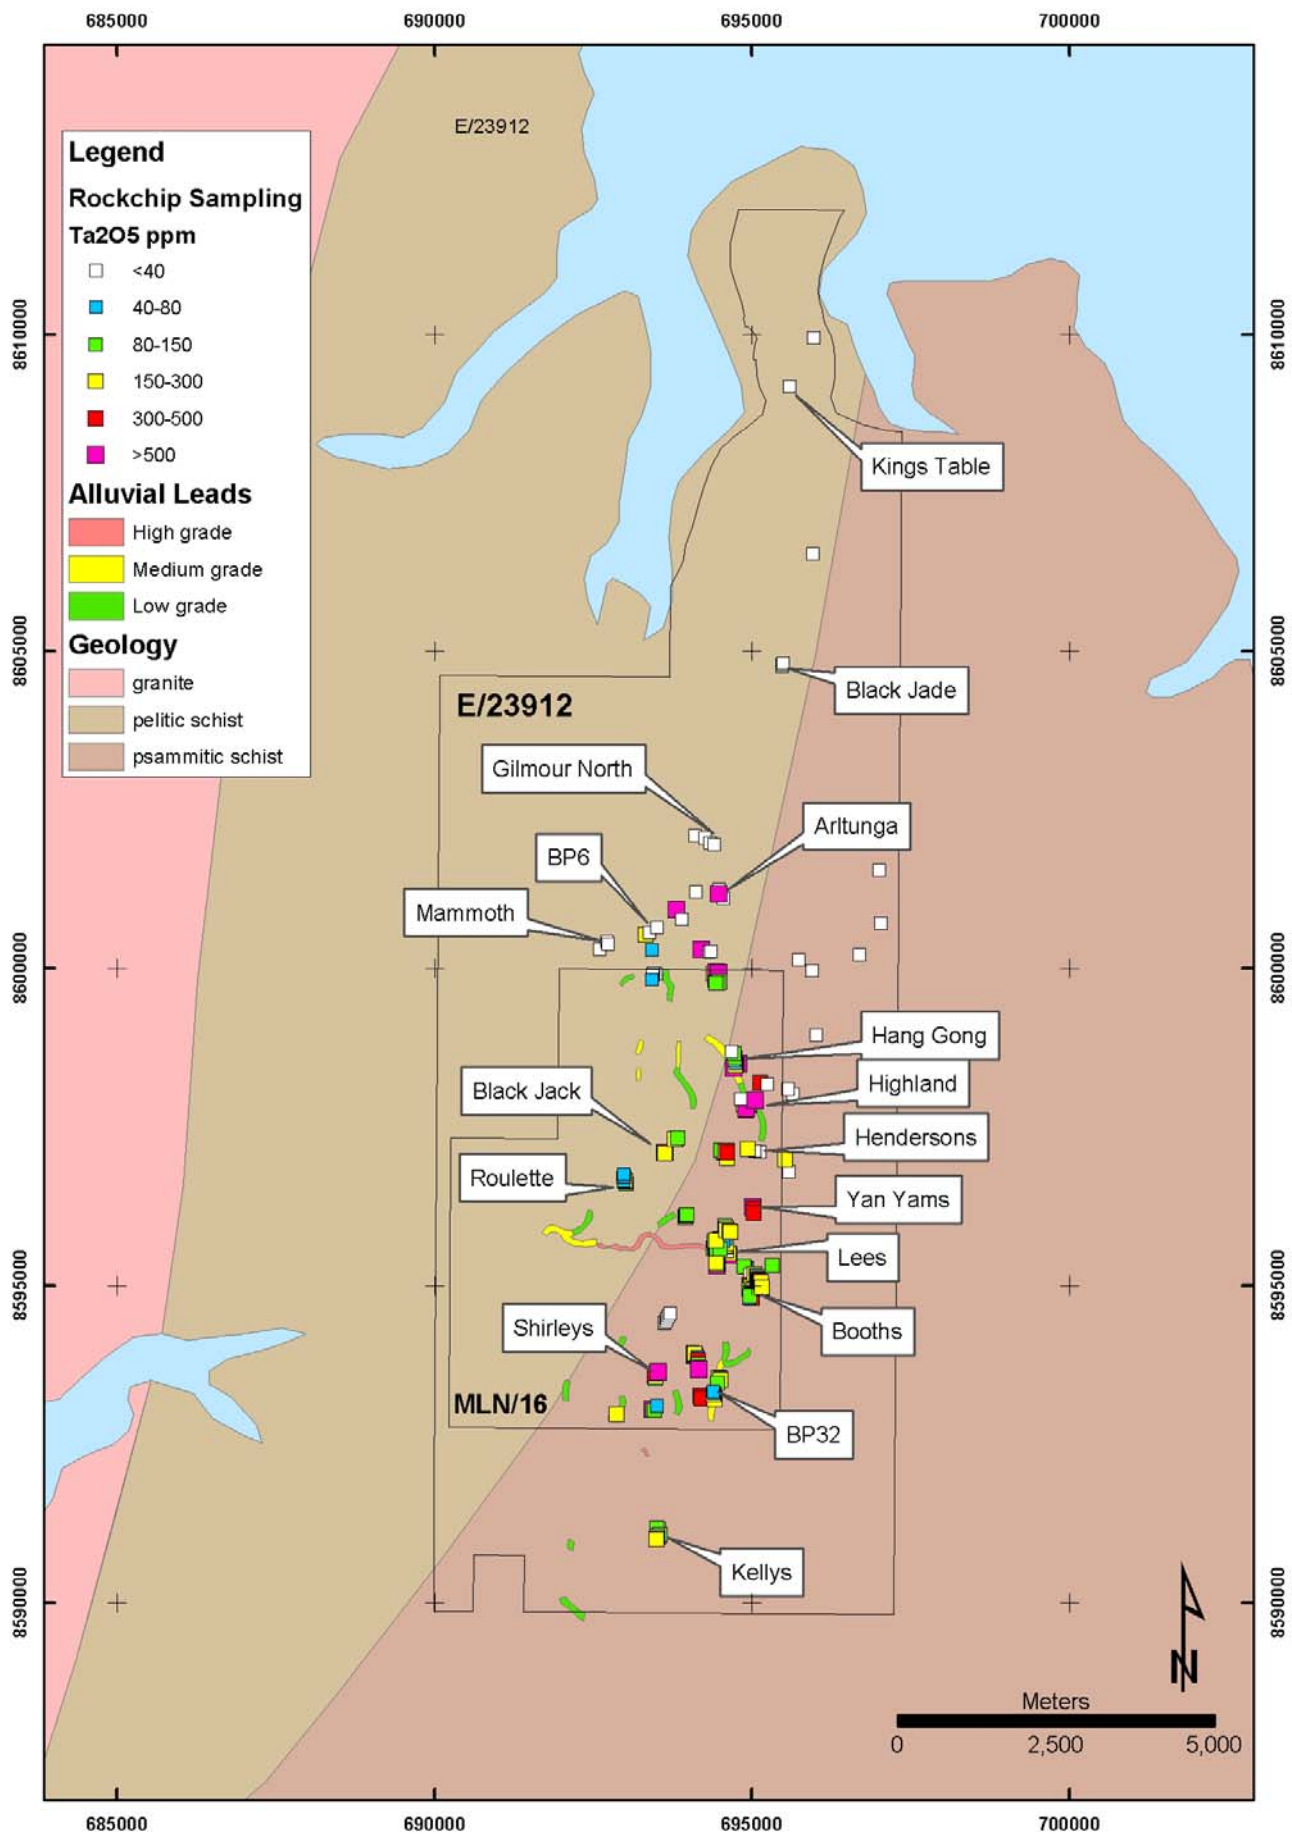 685000 690000 695000 700000
E/23912
Legend
Rockchip Sampling
Ta2O5 ppm
<40
40-80
80-150
150-300
300-500
>500
Alluvial Leads
High grade
Medium grade
Low grade
Geology
granite
pelitic schist
psammitic schist
8610000
8610000
Kings Table
8605000
8605000
Black Jade
E/23912
Gilmour North
Arltunga
BP6
Mammoth
8600000
8600000
Hang Gong
Black Jack
Highland
Hendersons
Roulette
Yan Yams
Lees
8595000
8595000
Shirleys
Booths
MLN/16
BP32
Kellys
8590000
8590000
N
Meters
0 2,500 5,000
685000 690000 695000 700000